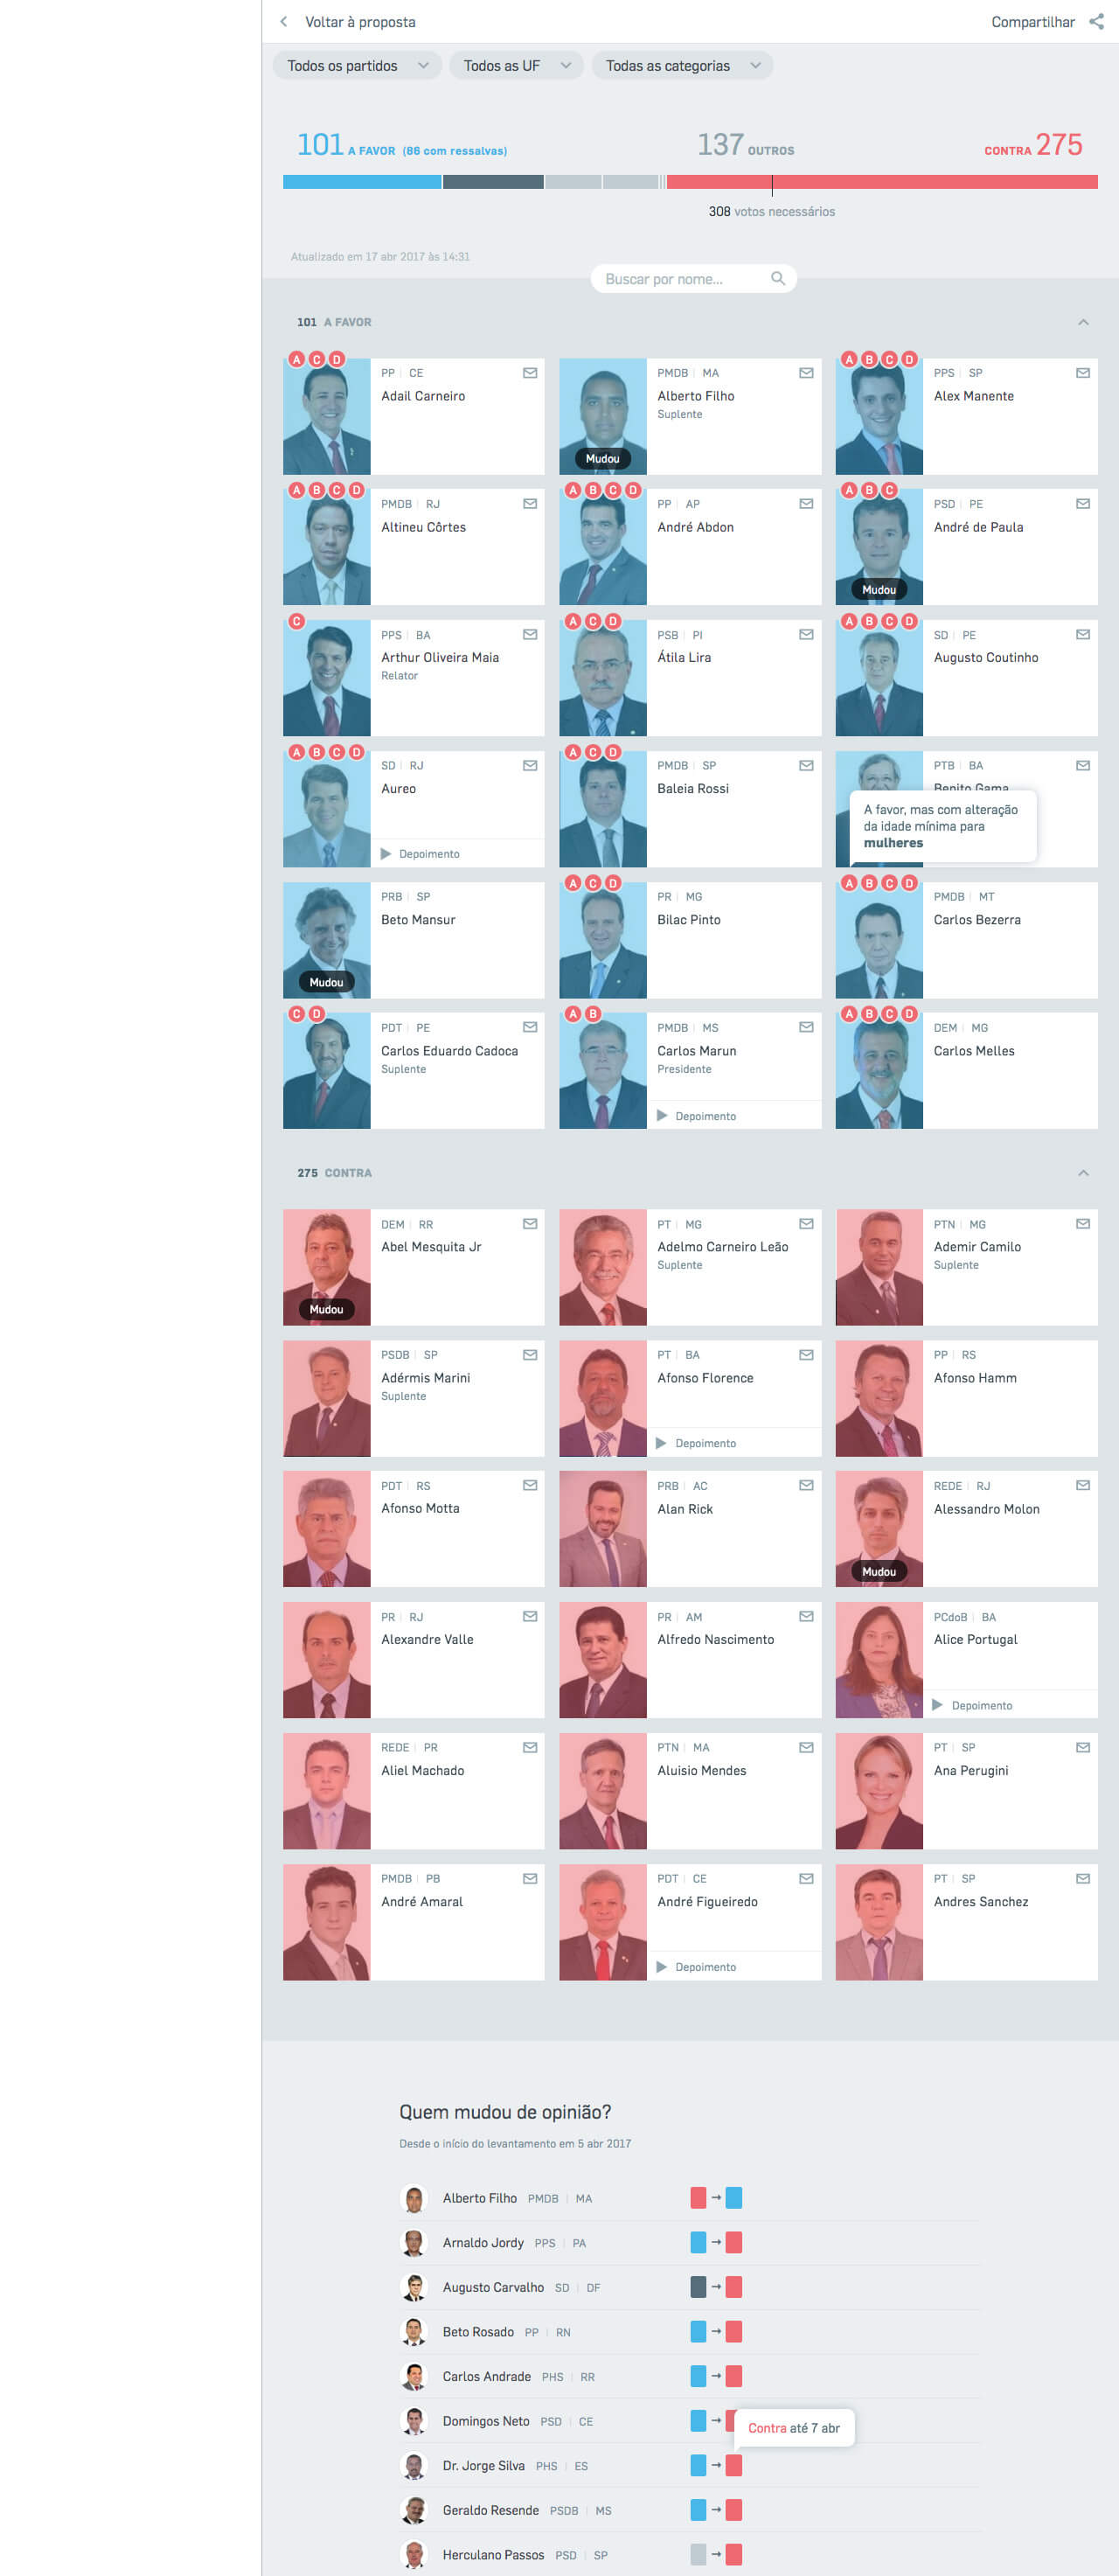 Voltar à proposta
Compartilhar
Todos os partidos
Todos as UF
Todas as categorias
101 A FAVOR (86 com ressalvas)
137 OUTROS
CONTRA 275
308 votos necessários
Atualizado em 17 abr 2017 às 14:31
Buscar por nome...
101 A FAVOR
A C D
PP CE
Adail Carneiro
PMDB MA
Alberto Filho
Suplente
Mudou
A B C D
PPS SP
Alex Manente
A B C D
PMDB RJ
Altineu Côrtes
A B C D
PP AP
André Abdon
A B C
PSD PE
André de Paula
Mudou
C
PPS BA
Arthur Oliveira Maia
Relator
A C D
PSB PI
Átila Lira
A B C D
SD PE
Augusto Coutinho
A B C D
SD RJ
Aureo
Depoimento
A C D
PMDB SP
Baleia Rossi
PTB BA
Benito Gama
A favor, mas com alteração
da idade mínima para
mulheres
PRB SP
Beto Mansur
Mudou
A C D
PR MG
Bilac Pinto
A B C D
PMDB MT
Carlos Bezerra
C D
PDT PE
Carlos Eduardo Cadoca
Suplente
A B
PMDB MS
Carlos Marun
Presidente
Depoimento
A B C D
DEM MG
Carlos Melles
275 CONTRA
DEM RR
Abel Mesquita Jr
Mudou
PT MG
Adelmo Carneiro Leão
Suplente
PTN MG
Ademir Camilo
Suplente
PSDB SP
Adérmis Marini
Suplente
PT BA
Afonso Florence
Depoimento
PP RS
Afonso Hamm
PDT RS
Afonso Motta
PRB AC
Alan Rick
REDE RJ
Alessandro Molon
Mudou
PR RJ
Alexandre Valle
PR AM
Alfredo Nascimento
PCdoB BA
Alice Portugal
Depoimento
REDE PR
Aliel Machado
PTN MA
Aluisio Mendes
PT SP
Ana Perugini
PMDB PB
André Amaral
PDT CE
André Figueiredo
Depoimento
PT SP
Andres Sanchez
Quem mudou de opinião?
Desde o início do levantamento em 5 abr 2017
Alberto Filho PMDB MA
Arnaldo Jordy PPS PA
Augusto Carvalho SD DF
Beto Rosado PP RN
Carlos Andrade PHS RR
Domingos Neto PSD CE
Contra até 7 abr
Dr. Jorge Silva PHS ES
Geraldo Resende PSDB MS
Herculano Passos PSD SP